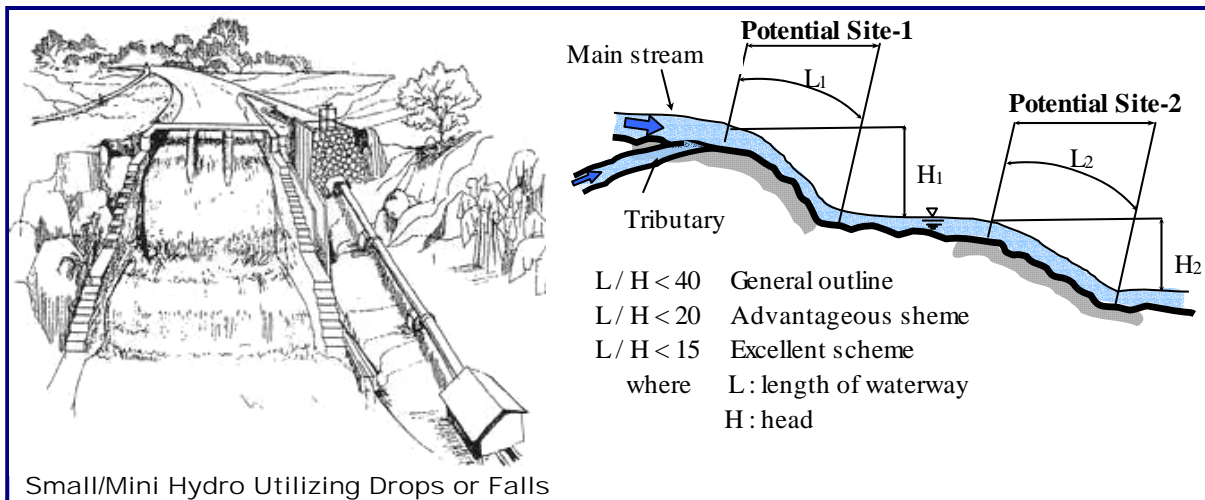 Small/Mini Hydro Utilizing Drops or Falls
Potential Site-1
Main stream
L1
Potential Site-2
L2
H1
Tributary
H2
L / H < 40 General outline
L / H < 20 Advantageous sheme
L / H < 15 Excellent scheme
where L : length of waterway
H : head